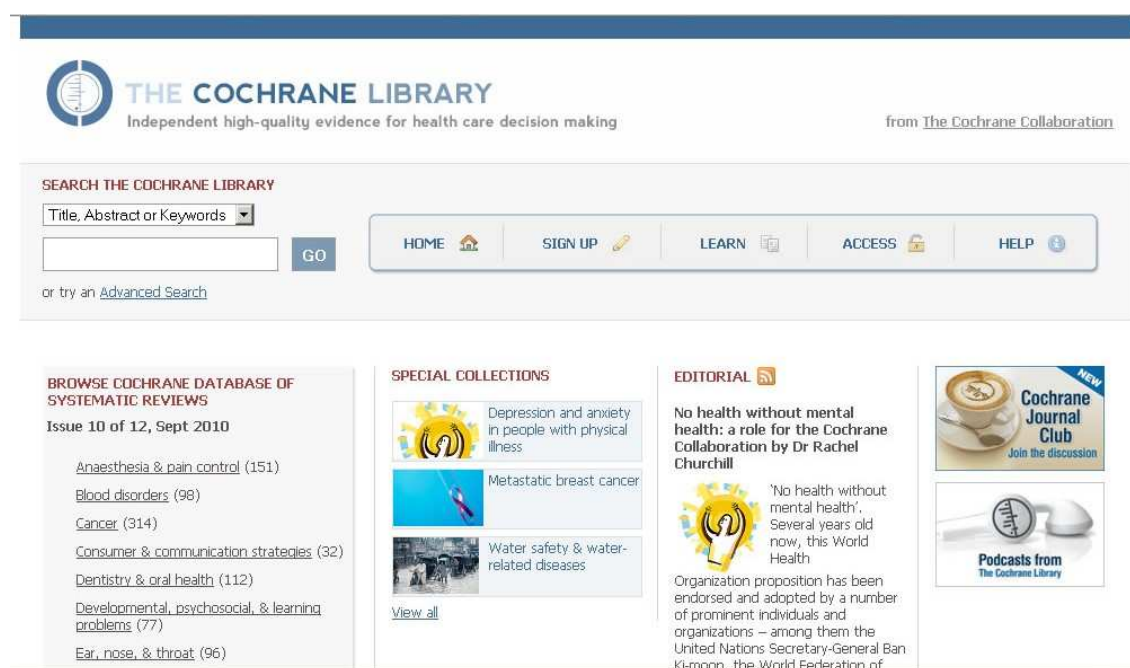 THE COCHRANE LIBRARY
Independent high-quality evidence for health care decision making
from The Cochrane Collaboration
SEARCH THE COCHRANE LIBRARY
Title, Abstract or Keywords
GO
or try an Advanced Search
HOME
SIGN UP
LEARN
ACCESS
HELP
BROWSE COCHRANE DATABASE OF
SYSTEMATIC REVIEWS
Issue 10 of 12, Sept 2010
Anaesthesia & pain control (151)
Blood disorders (98)
Cancer (314)
Consumer & communication strategies (32)
Dentistry & oral health (112)
Developmental, psychosocial, & learning
problems (77)
Ear, nose, & throat (96)
SPECIAL COLLECTIONS
Depression and anxiety
in people with physical
illness
Metastatic breast cancer
Water safety & water-
related diseases
View all
EDITORIAL
No health without mental
health: a role for the Cochrane
Collaboration by Dr Rachel
Churchill
'No health without
mental health'.
Several years old
now, this World
Health
Organization proposition has been
endorsed and adopted by a number
of prominent individuals and
organizations – among them the
United Nations Secretary-General Ban
Ki-moon, the World Federation of
NEW
Cochrane
Journal
Club
Join the discussion
Podcasts from
The Cochrane Library